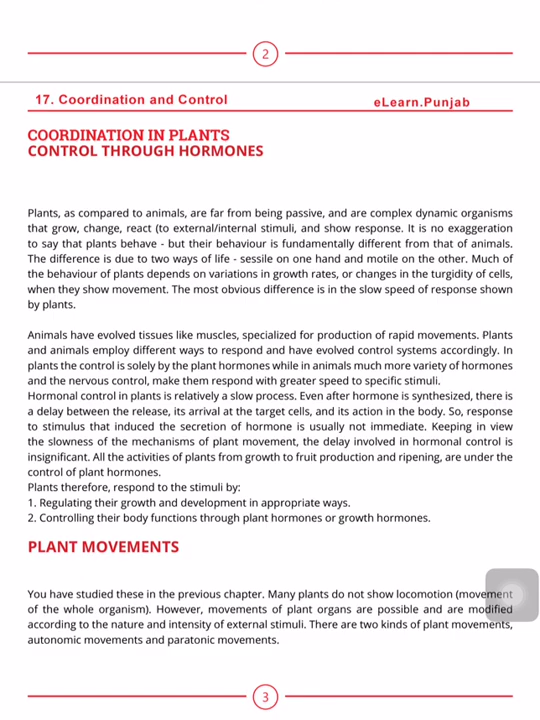 2
17. Coordination and Control eLearn.Punjab
COORDINATION IN PLANTS
CONTROL THROUGH HORMONES
Plants, as compared to animals, are far from being passive, and are complex dynamic organisms
that grow, change, react (to external/internal stimuli, and show response. It is no exaggeration
to say that plants behave - but their behaviour is fundamentally different from that of animals.
The difference is due to two ways of life - sessile on one hand and motile on the other. Much of
the behaviour of plants depends on variations in growth rates, or changes in the turgidity of cells,
when they show movement. The most obvious difference is in the slow speed of response shown
by plants.
Animals have evolved tissues like muscles, specialized for production of rapid movements. Plants
and animals employ different ways to respond and have evolved control systems accordingly. In
plants the control is solely by the plant hormones while in animals much more variety of hormones
and the nervous control, make them respond with greater speed to specific stimuli.
Hormonal control in plants is relatively a slow process. Even after hormone is synthesized, there is
a delay between the release, its arrival at the target cells, and its action in the body. So, response
to stimulus that induced the secretion of hormone is usually not immediate. Keeping in view
the slowness of the mechanisms of plant movement, the delay involved in hormonal control is
insignificant. All the activities of plants from growth to fruit production and ripening, are under the
control of plant hormones.
Plants therefore, respond to the stimuli by:
1. Regulating their growth and development in appropriate ways.
2. Controlling their body functions through plant hormones or growth hormones.
PLANT MOVEMENTS
You have studied these in the previous chapter. Many plants do not show locomotion (movement
of the whole organism). However, movements of plant organs are possible and are modified
according to the nature and intensity of external stimuli. There are two kinds of plant movements,
autonomic movements and paratonic movements.
3